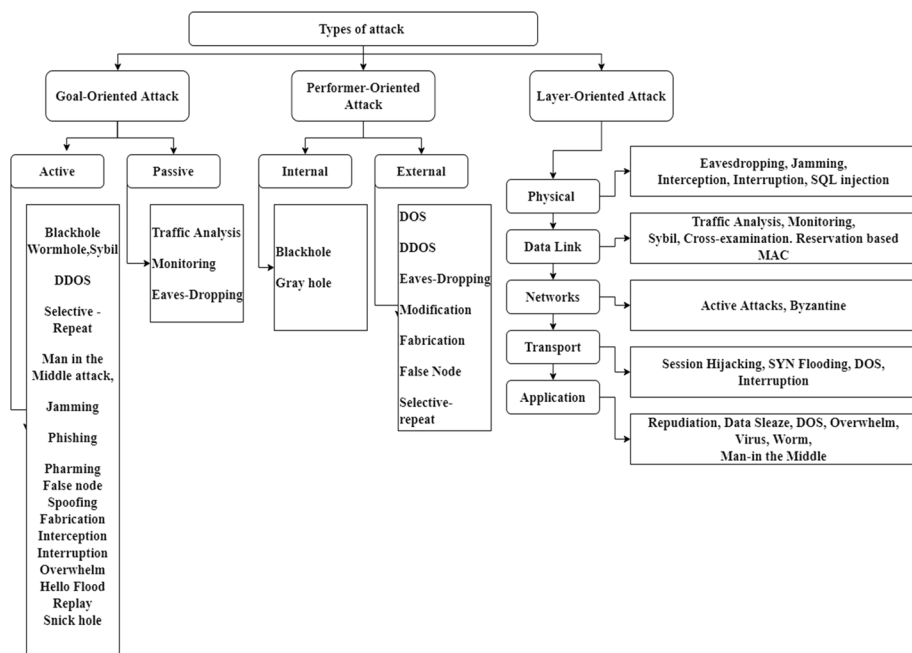 Types of attack
Goal-Oriented Attack
Performer-Oriented
Attack
Layer-Oriented Attack
Active
Passive
Internal
External
Blackhole
Wormhole,Sybil
DDOS
Selective -
Repeat
Man in the
Middle attack,
Jamming
Phishing
Pharming
False node
Spoofing
Fabrication
Interception
Interruption
Overwhelm
Hello Flood
Replay
Snick hole
Traffic Analysis
Monitoring
Eaves-Dropping
Blackhole
Gray hole
DOS
DDOS
Eaves-Dropping
Modification
Fabrication
False Node
Selective-
repeat
Physical
Eavesdropping, Jamming,
Interception, Interruption, SQL injection
Data Link
Traffic Analysis, Monitoring,
Sybil, Cross-examination. Reservation based
MAC
Networks
Active Attacks, Byzantine
Transport
Session Hijacking, SYN Flooding, DOS,
Interruption
Application
Repudiation, Data Sleaze, DOS, Overwhelm,
Virus, Worm,
Man-in the Middle